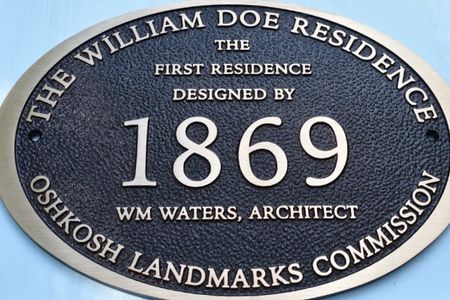 THE WILLIAM DOE RESIDENCE
THE
FIRST RESIDENCE
DESIGNED BY
1869
WM WATERS, ARCHITECT
OSHKOSH LANDMARKS COMMISSION